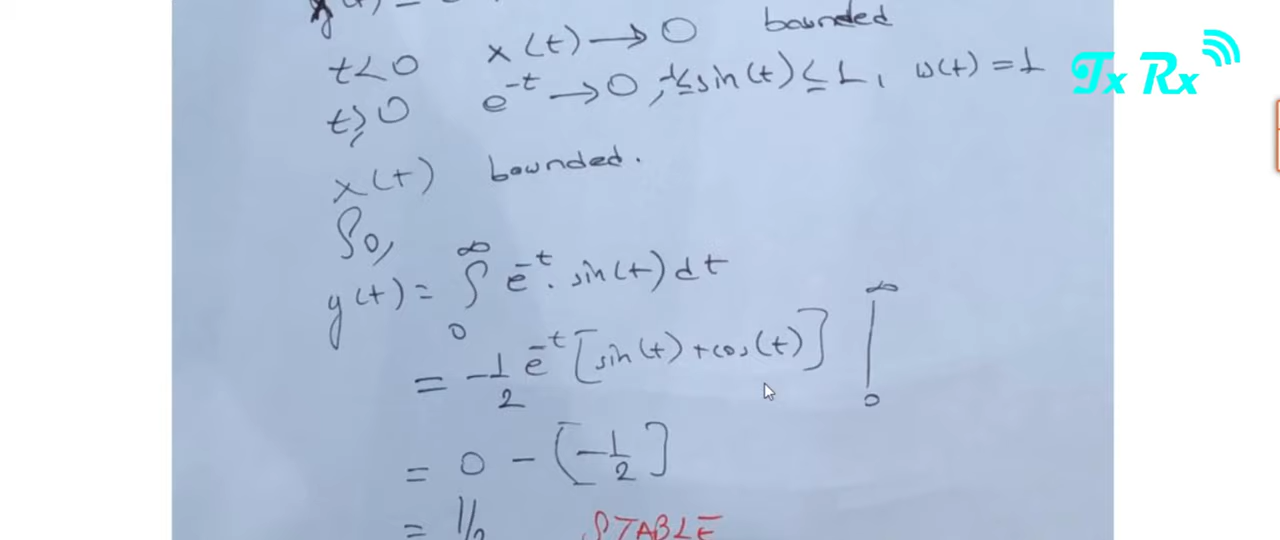 y(t) =
t<0 x(t) → 0 bounded
t≥0 e^-t → 0, -1≤sin(t) ≤ 1, u(t) = 1
Tx Rx
x(t) bounded.
So,
y(t) = ∫_0^∞ e^-t . sin(t) dt
= -1/2 e^-t [sin(t) + cos(t)] |_0^∞
= 0 - [-1/2]
= 1/2 STABLE